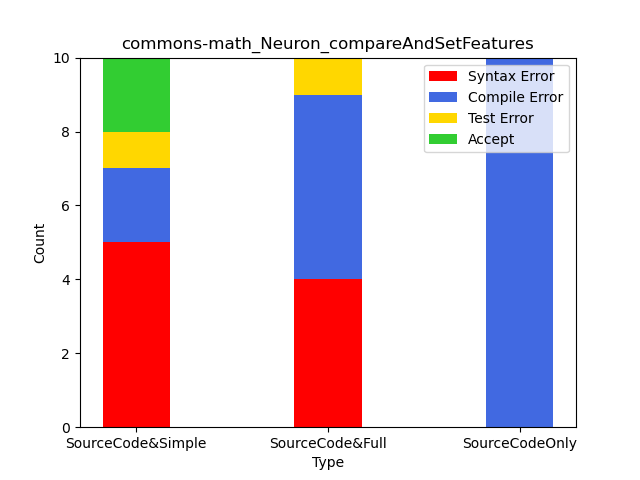 commons-math_Neuron_compareAndSetFeatures
10
8
6
4
2
0
Count
Syntax Error
Compile Error
Test Error
Accept
SourceCode&Simple
SourceCode&Full
SourceCodeOnly
Type